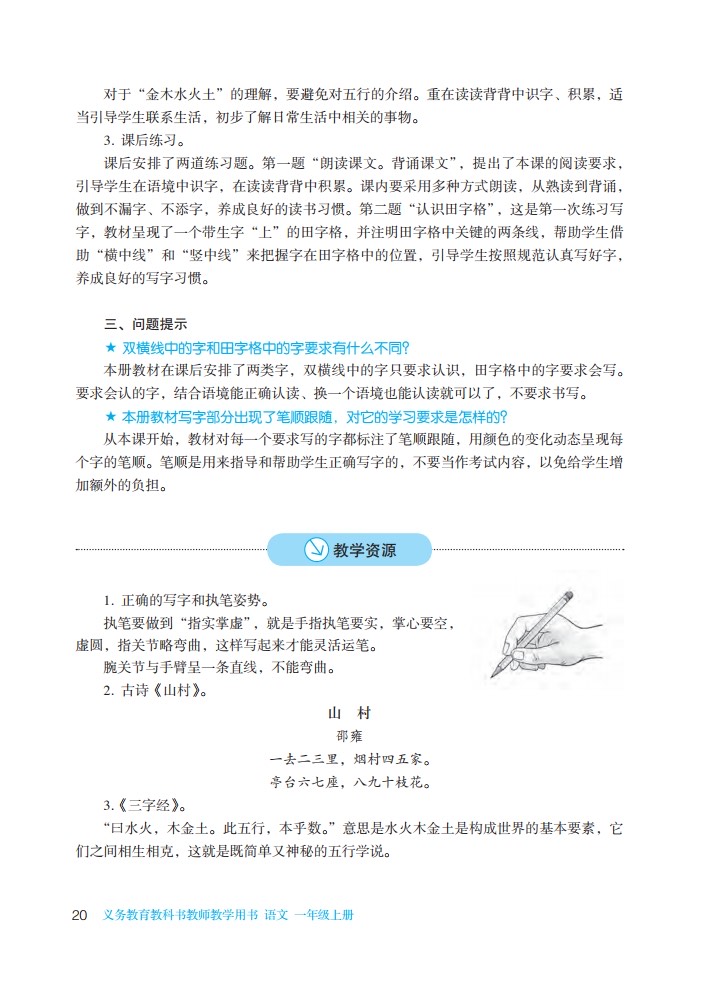 对于“金木水火土”的理解，要避免对五行的介绍。重在读读背背中识字、积累，适
当引导学生联系生活，初步了解日常生活中相关的事物。
3. 课后练习。
课后安排了两道练习题。第一题“朗读课文。背诵课文”，提出了本课的阅读要求，
引导学生在语境中识字，在读读背背中积累。课内要采用多种方式朗读，从熟读到背诵，
做到不漏字、不添字，养成良好的读书习惯。第二题“认识田字格”，这是第一次练习写
字，教材呈现了一个带生字“上”的田字格，并注明田字格中关键的两条线，帮助学生借
助“横中线”和“竖中线”来把握字在田字格中的位置，引导学生按照规范认真写好字，
养成良好的写字习惯。
三、问题提示
★ 双横线中的字和田字格中的字要求有什么不同？
本册教材在课后安排了两类字，双横线中的字只要求认识，田字格中的字要求会写。
要求会认的字，结合语境能正确认读、换一个语境也能认读就可以了，不要求书写。
★ 本册教材写字部分出现了笔顺跟随，对它的学习要求是怎样的？
从本课开始，教材对每一个要求写的字都标注了笔顺跟随，用颜色的变化动态呈现每
个字的笔顺。笔顺是用来指导和帮助学生正确写字的，不要当作考试内容，以免给学生增
加额外的负担。
教学资源
1. 正确的写字和执笔姿势。
执笔要做到“指实掌虚”，就是手指执笔要实，掌心要空，
虚圆，指关节略弯曲，这样写起来才能灵活运笔。
腕关节与手臂呈一条直线，不能弯曲。
2. 古诗《山村》。
山 村
邵雍
一去二三里，烟村四五家。
亭台六七座，八九十枝花。
3.《三字经》。
“曰水火，木金土。此五行，本乎数。”意思是水火木金土是构成世界的基本要素，它
们之间相生相克，这就是既简单又神秘的五行学说。
20 义务教育教科书教师教学用书 语文 一年级上册